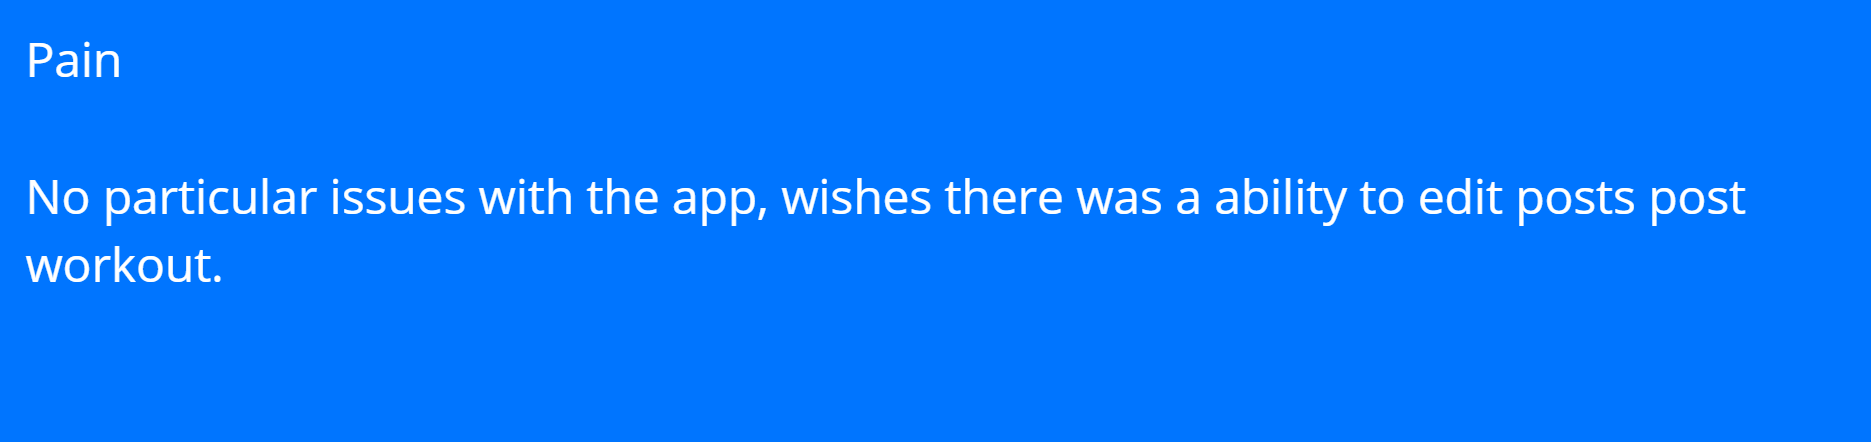 Pain
No particular issues with the app, wishes there was a ability to edit posts post
workout.